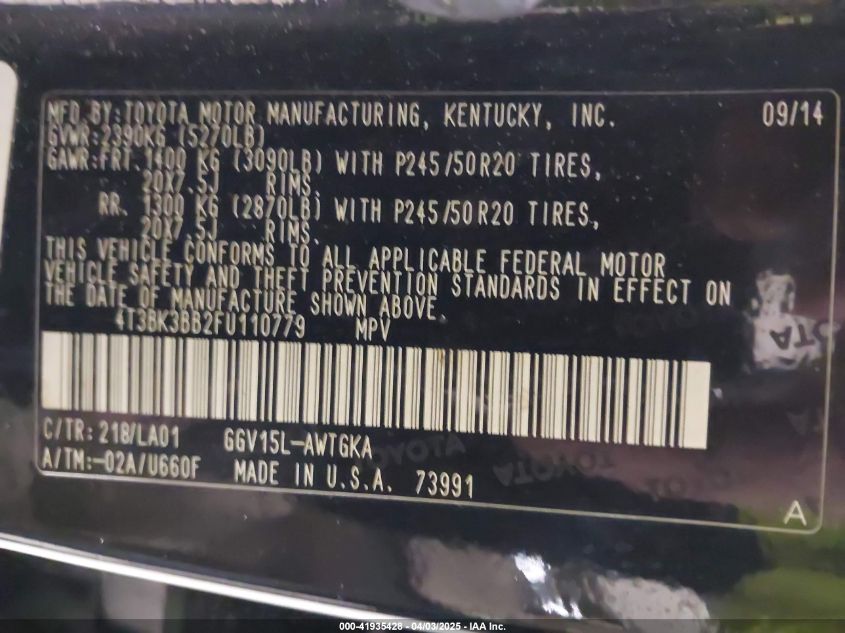 MFD.BY:TOYOTA MOTOR MANUFACTURING, KENTUCKY, INC. 09/14
GVWR:2390KG (5270LB)
GAWR:FRT.1400 KG (3090LB) WITH P245/50R20 TIRES,
20X7.5J RIMS.
RR. 1300 KG (2870LB) WITH P245/50R20 TIRES,
20X7.5J RIMS.
THIS VEHICLE CONFORMS TO ALL APPLICABLE FEDERAL MOTOR
VEHICLE SAFETY AND THEFT PREVENTION STANDARDS IN EFFECT ON
THE DATE OF MANUFACTURE SHOWN ABOVE.
4T3BK3BB2FU110779 MPV
C/TR:218/LA01 GGV15L-AWTGKA
A/TM:-02A/U660F MADE IN U.S.A. 73991
A
TOYOTA
TOYOTA
000-41935428 - 04/03/2025 - IAA Inc.